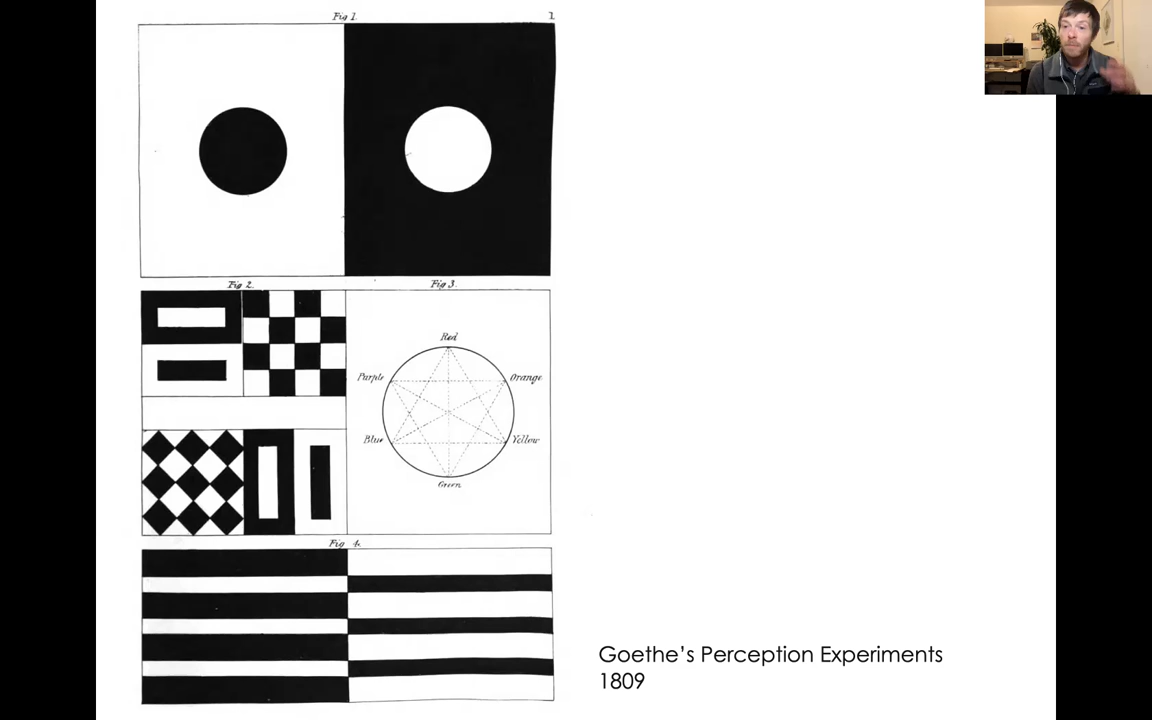 Fig 1.
1
Fig 2.
Fig 3.
Red
Purple
Orange
Blue
Yellow
Green
Fig 4.
Goethe's Perception Experiments
1809